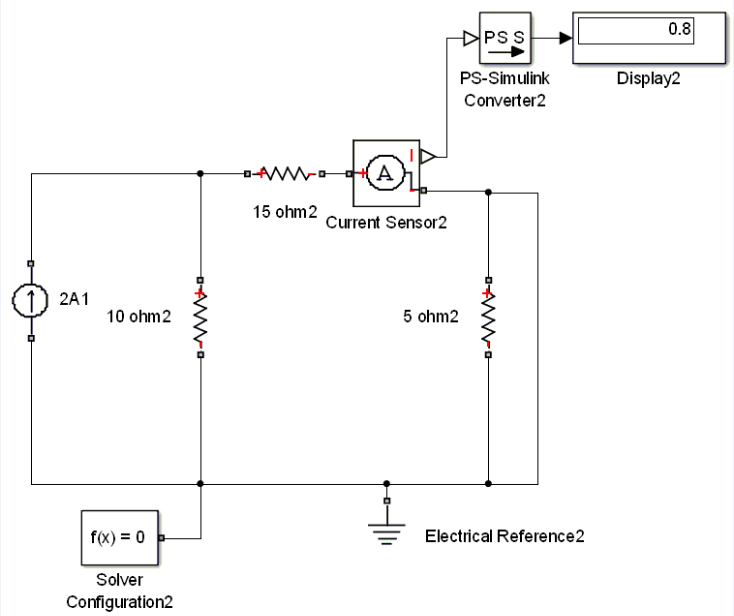 0.8
PS S
PS-Simulink
Converter2
Display2
I
A
15 ohm2
Current Sensor2
2A1
10 ohm2
5 ohm2
f(x) = 0
Electrical Reference2
Solver
Configuration2